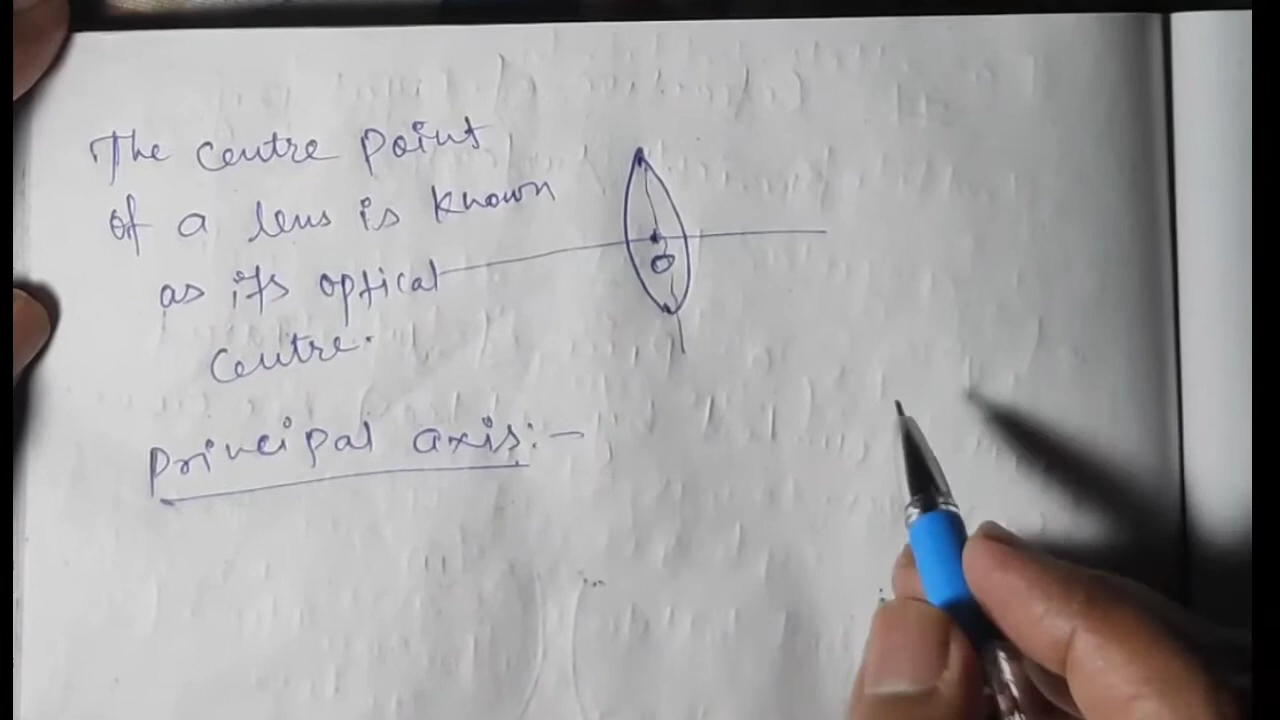 The centre point
of a lens is known
as its optical
centre.
O
Principal axis:-